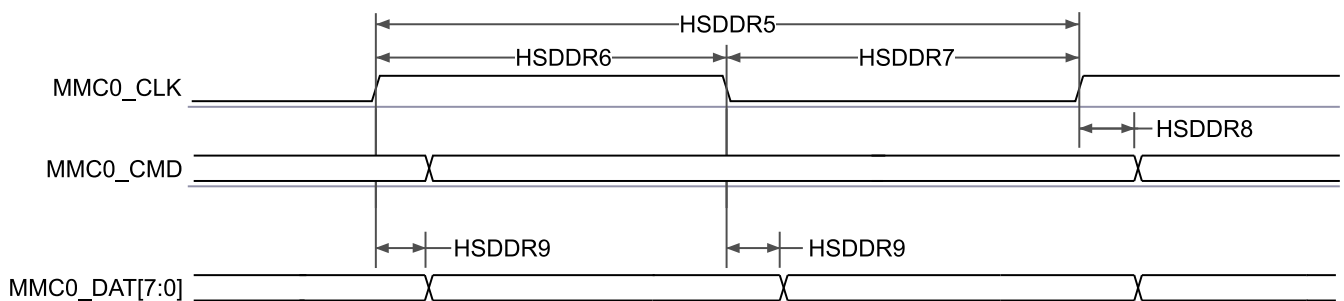 HSDDR5
HSDDR6 HSDDR7
MMC0_CLK
HSDDR8
MMC0_CMD
HSDDR9 HSDDR9
MMC0_DAT[7:0]